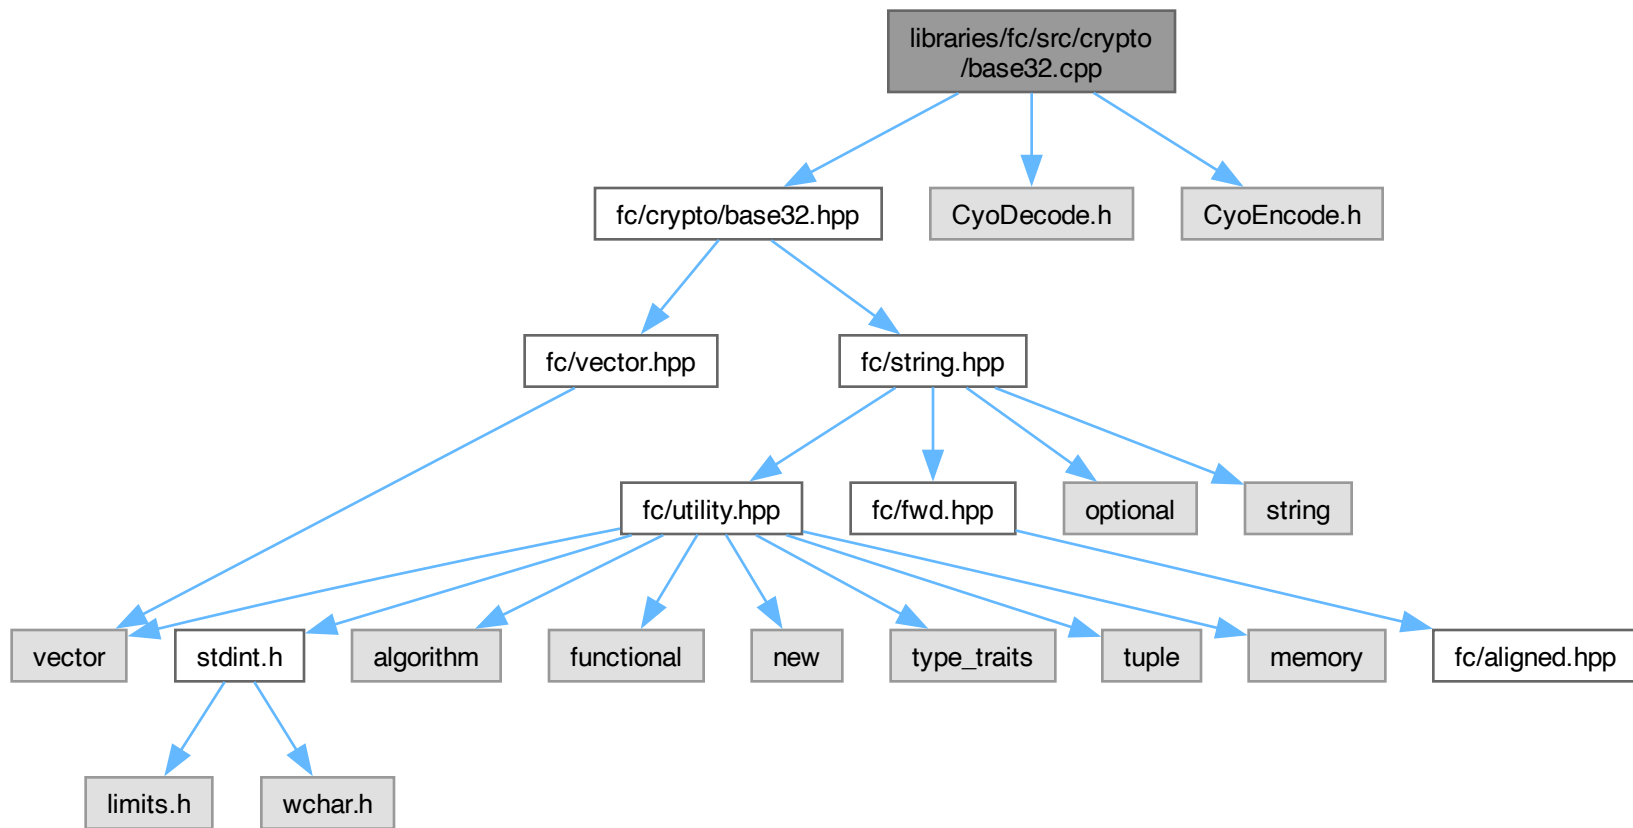 libraries/fc/src/crypto
/base32.cpp
fc/crypto/base32.hpp
CyoDecode.h
CyoEncode.h
fc/vector.hpp
fc/string.hpp
fc/utility.hpp
fc/fwd.hpp
optional
string
vector
stdint.h
algorithm
functional
new
type_traits
tuple
memory
fc/aligned.hpp
limits.h
wchar.h